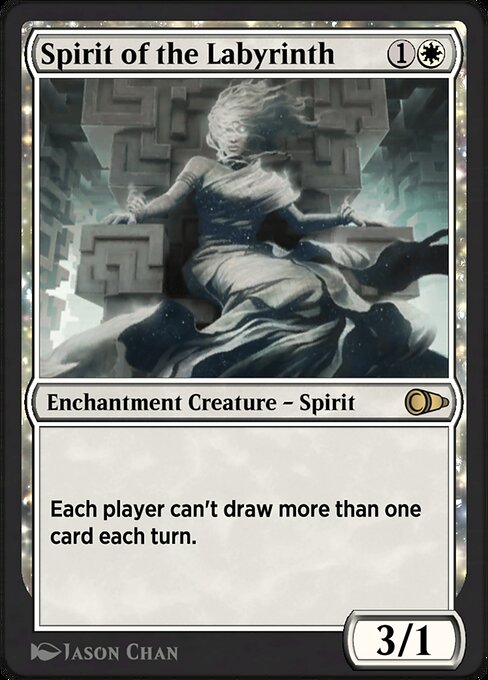 Spirit of the Labyrinth 1
Enchantment Creature – Spirit
Each player can't draw more than one
card each turn.
3/1
Jason Chan